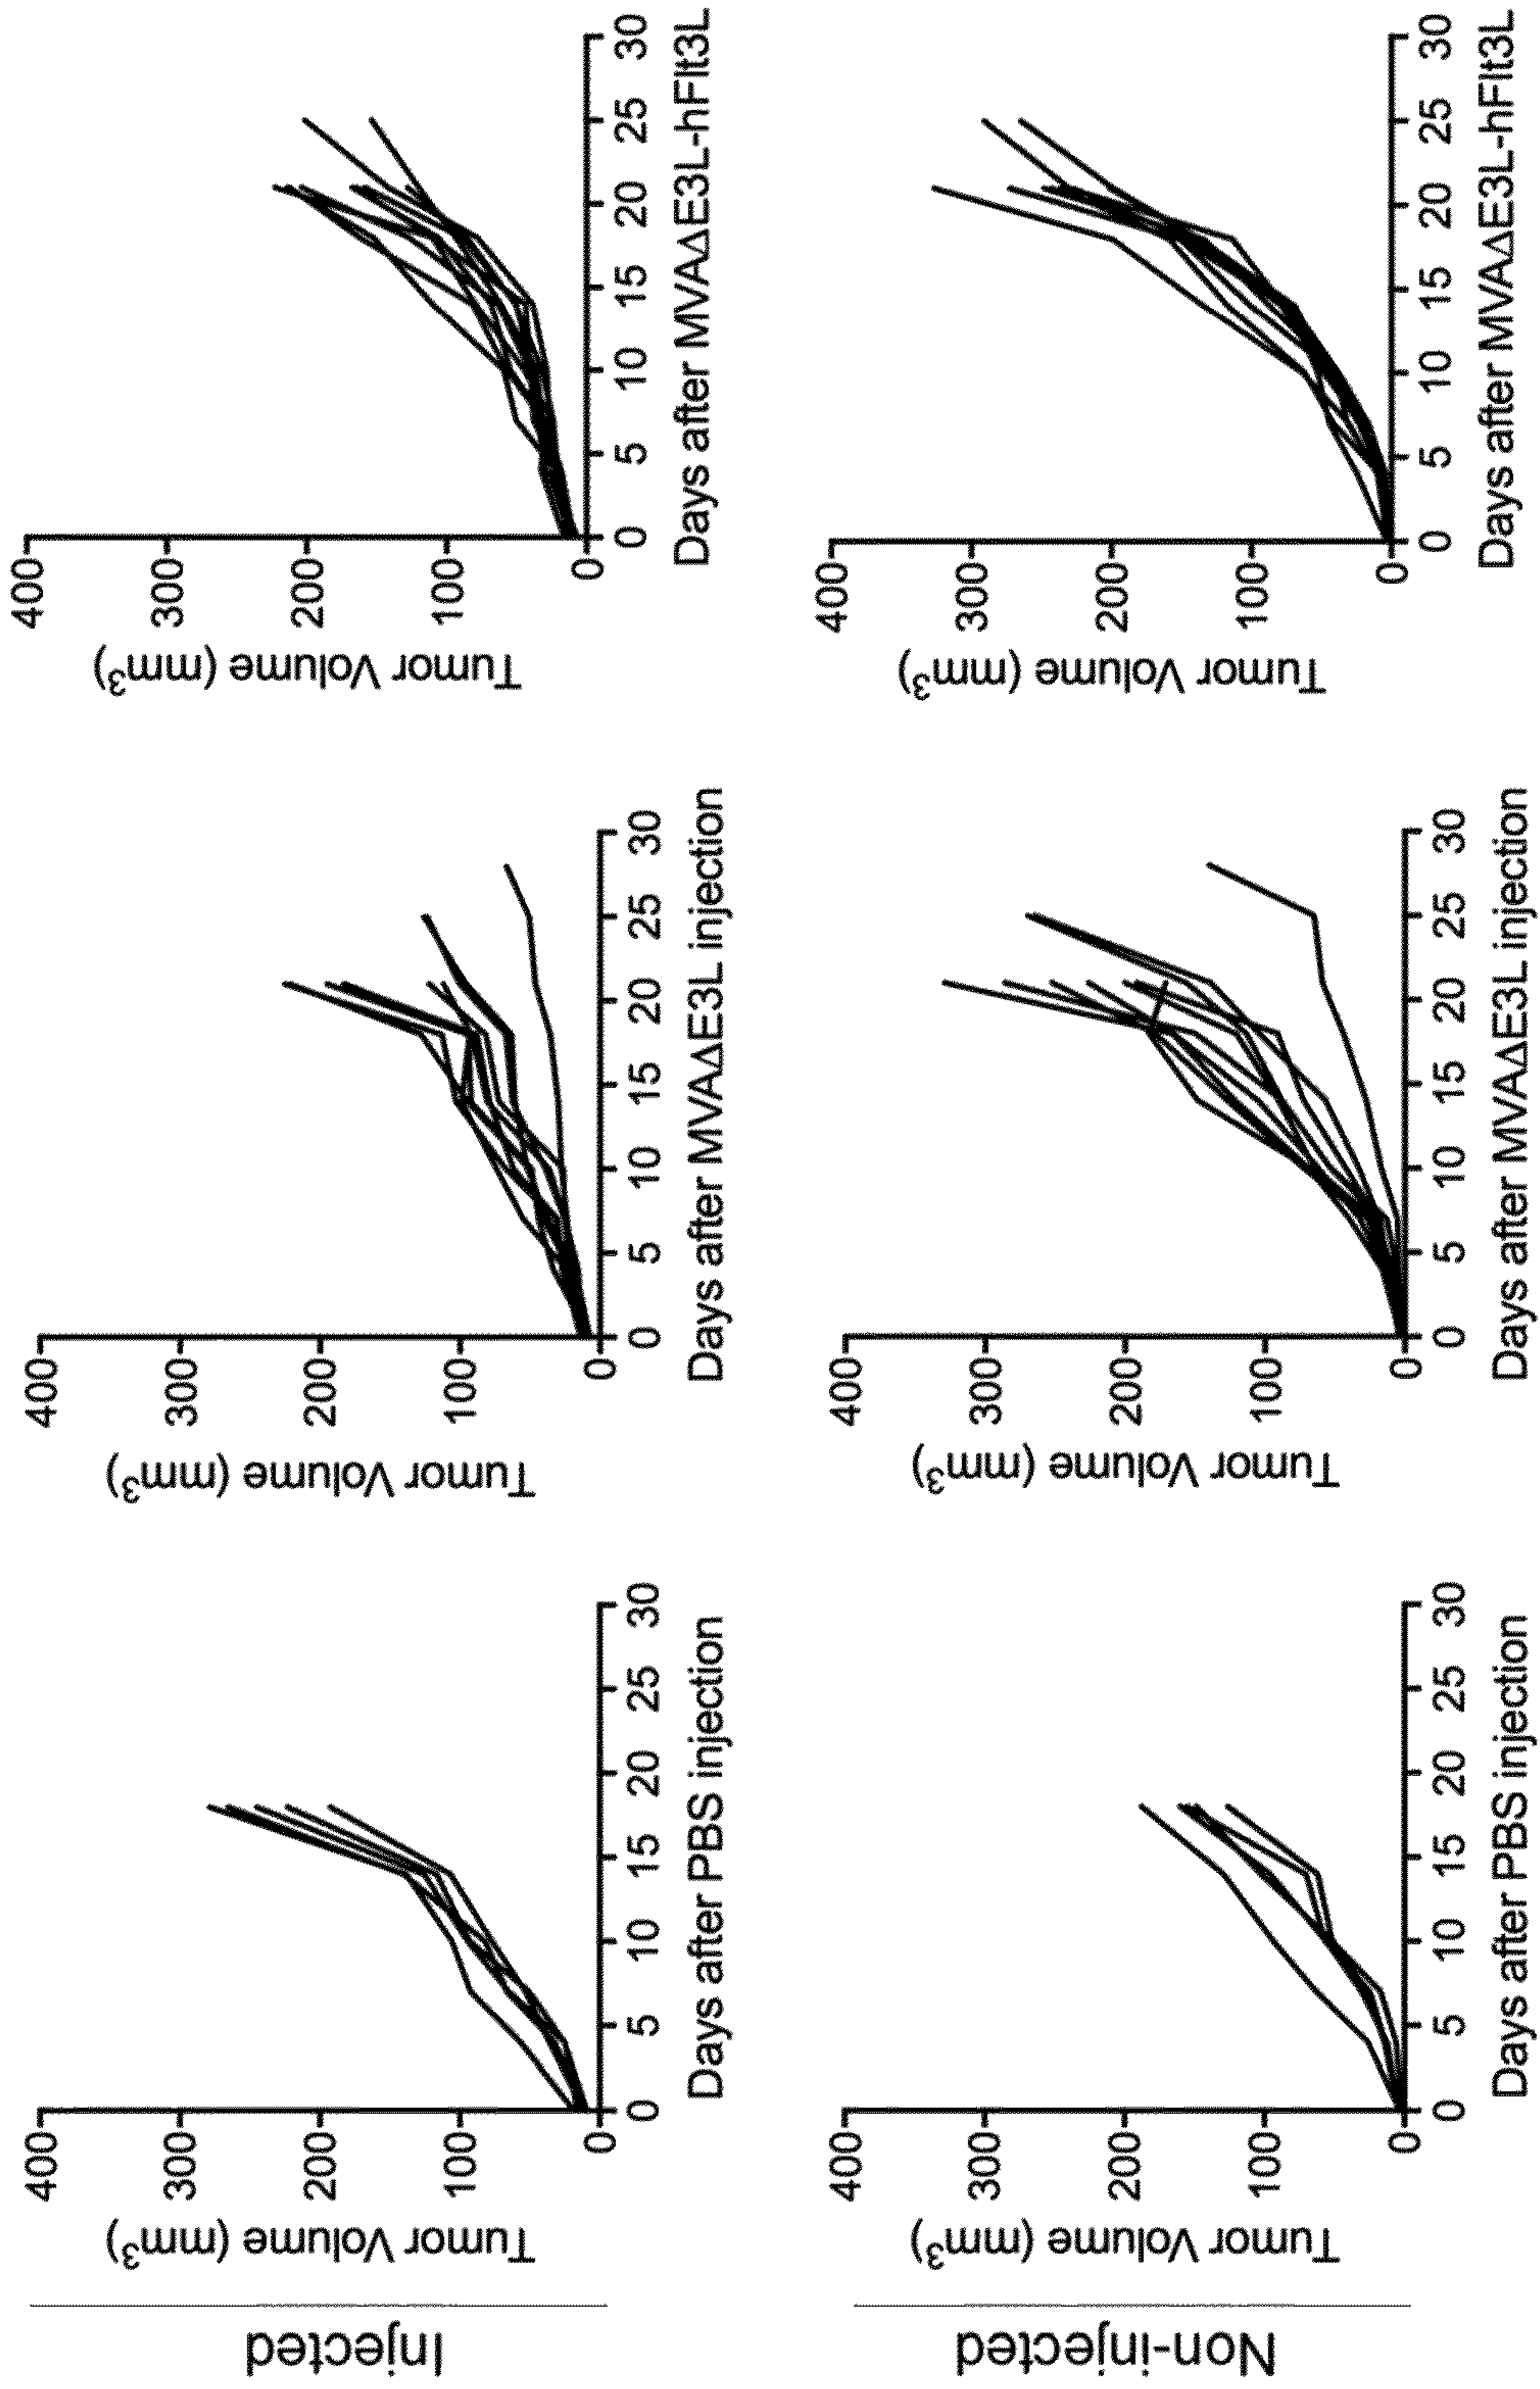 Injected
Tumor Volume (mm³)
400
300
200
100
0
0 5 10 15 20 25 30
Days after PBS injection
Tumor Volume (mm³)
400
300
200
100
0
0 5 10 15 20 25 30
Days after MVAΔE3L injection
Tumor Volume (mm³)
400
300
200
100
0
0 5 10 15 20 25 30
Days after MVAΔE3L-hFlt3L
Non-injected
Tumor Volume (mm³)
400
300
200
100
0
0 5 10 15 20 25 30
Days after PBS injection
Tumor Volume (mm³)
400
300
200
100
0
0 5 10 15 20 25 30
Days after MVAΔE3L injection
Tumor Volume (mm³)
400
300
200
100
0
0 5 10 15 20 25 30
Days after MVAΔE3L-hFlt3L